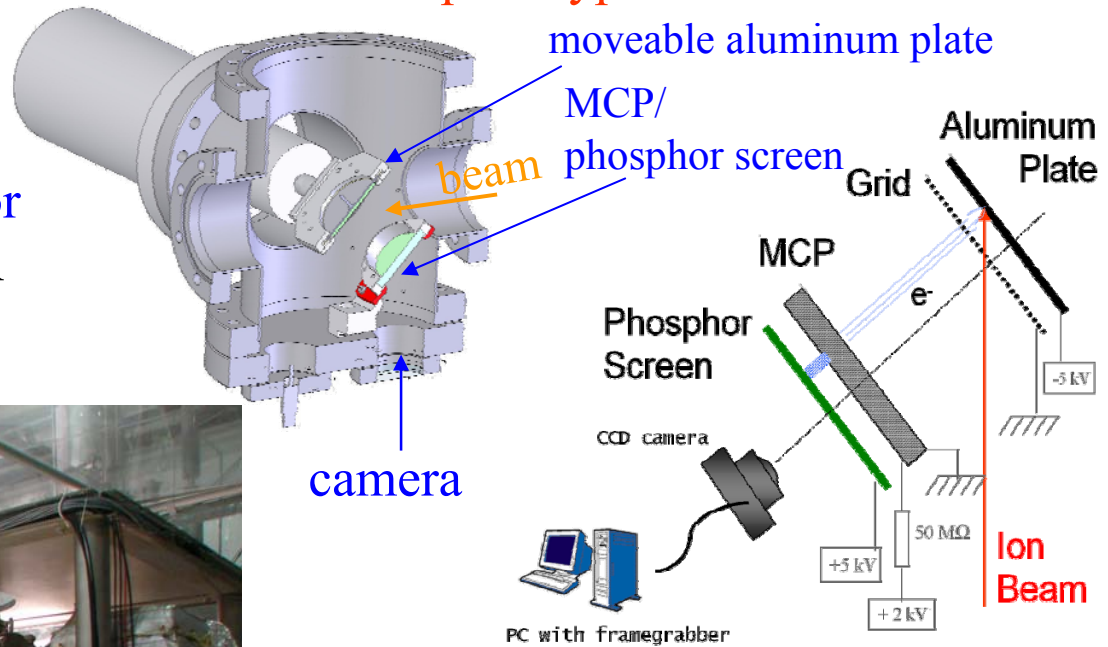 moveable aluminum plate
MCP/
phosphor screen
beam
camera
Aluminum
Plate
Grid
MCP
e-
Phosphor
Screen
-5 kV
CCD camera
50 MΩ
+5 kV
+ 2 kV
Ion
Beam
PC with framegrabber